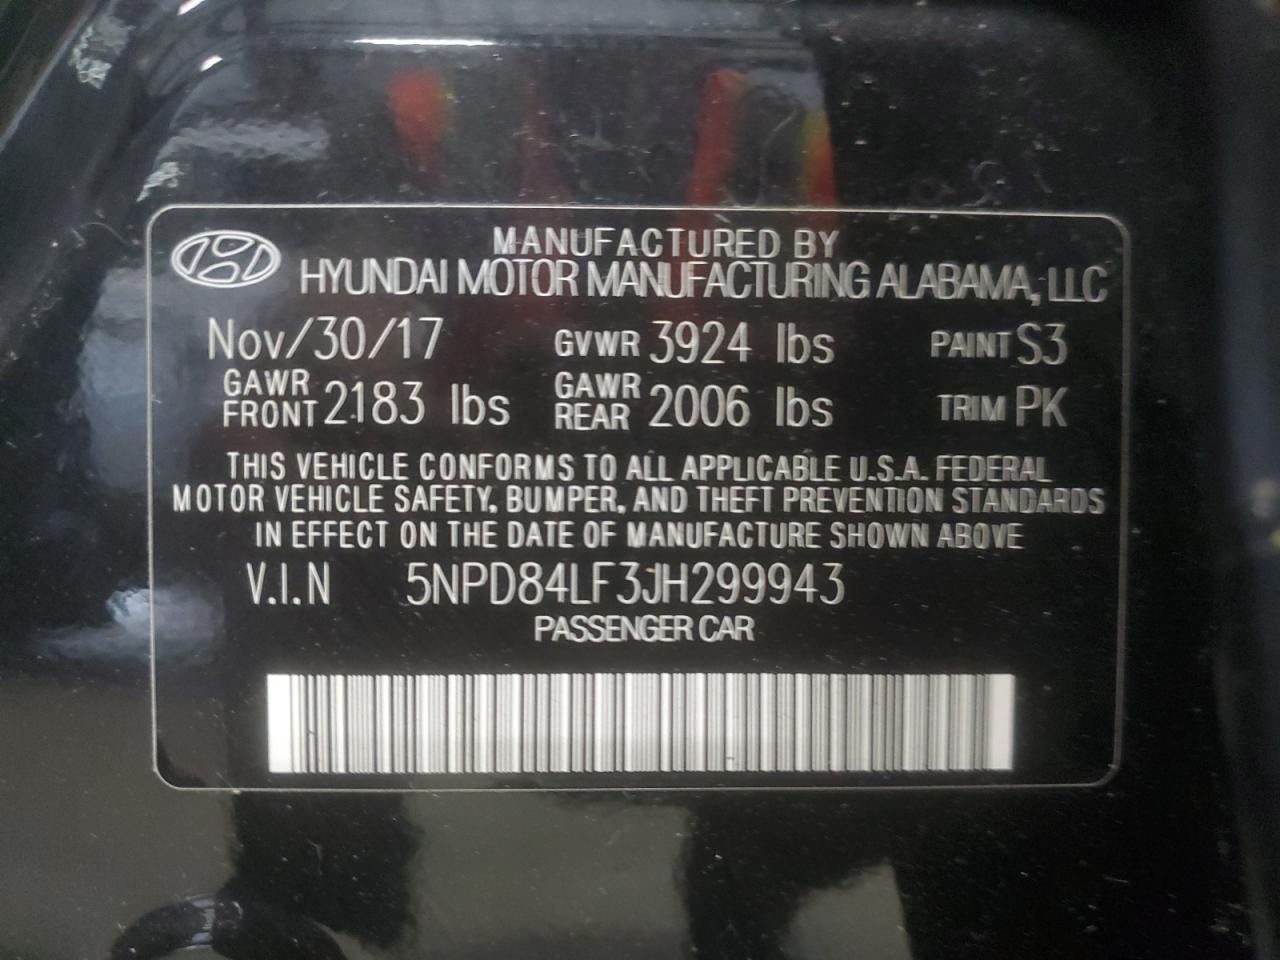 MANUFACTURED BY
HYUNDAI MOTOR MANUFACTURING ALABAMA, LLC
Nov/30/17 GVWR 3924 lbs PAINT S3
GAWR FRONT 2183 lbs GAWR REAR 2006 lbs TRIM PK
THIS VEHICLE CONFORMS TO ALL APPLICABLE U.S.A. FEDERAL
MOTOR VEHICLE SAFETY, BUMPER, AND THEFT PREVENTION STANDARDS
IN EFFECT ON THE DATE OF MANUFACTURE SHOWN ABOVE
V.I.N 5NPD84LF3JH299943
PASSENGER CAR